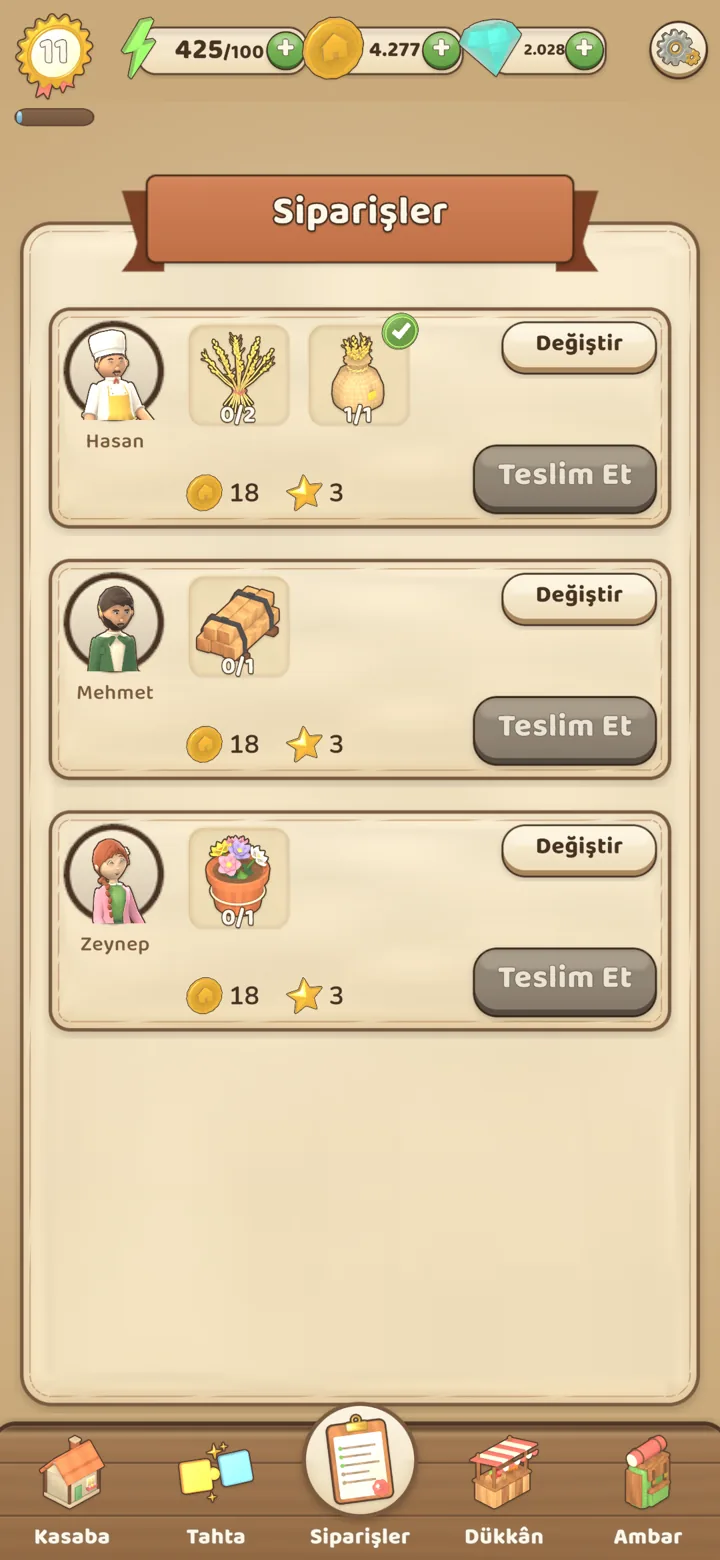 11
425/100
4.277
2.028
Siparişler
Değiştir
0/2
1/1
Hasan
Teslim Et
18
3
Değiştir
0/1
Mehmet
Teslim Et
18
3
Değiştir
0/1
Zeynep
Teslim Et
18
3
Kasaba
Tahta
Siparişler
Dükkân
Ambar